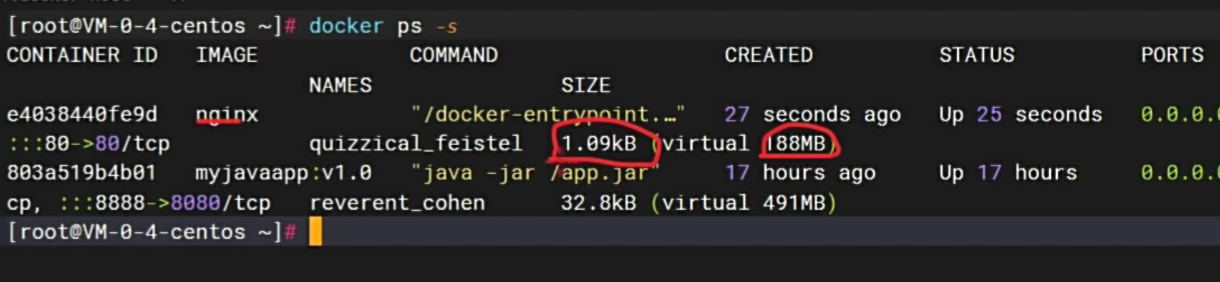 [root@VM-0-4-centos ~]# docker ps -s
CONTAINER ID IMAGE COMMAND CREATED STATUS PORTS
NAMES SIZE
e4038440fe9d nginx "/docker-entrypoint.…" 27 seconds ago Up 25 seconds 0.0.0.
:::80->80/tcp quizzical_feistel 1.09kB (virtual 188MB)
803a519b4b01 myjavaapp:v1.0 "java -jar /app.jar" 17 hours ago Up 17 hours 0.0.0.
cp, :::8888->8080/tcp reverent_cohen 32.8kB (virtual 491MB)
[root@VM-0-4-centos ~]#